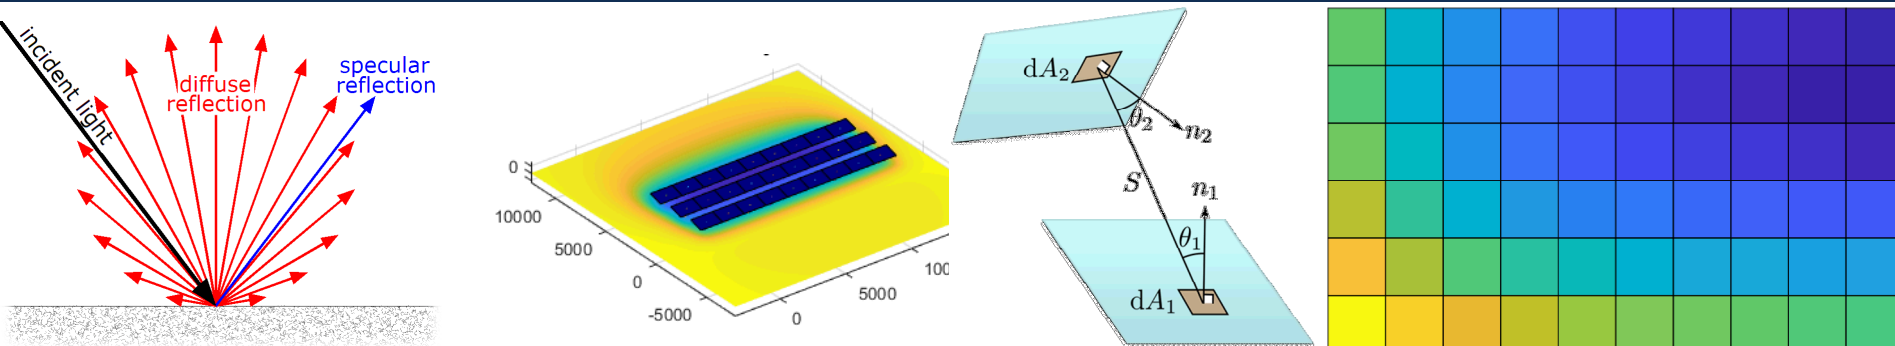 incident light
diffuse
reflection
specular
reflection
0
10000
5000
0
-5000
0
5000
100
dA₂
θ₂
n₂
S
n₁
θ₁
dA₁